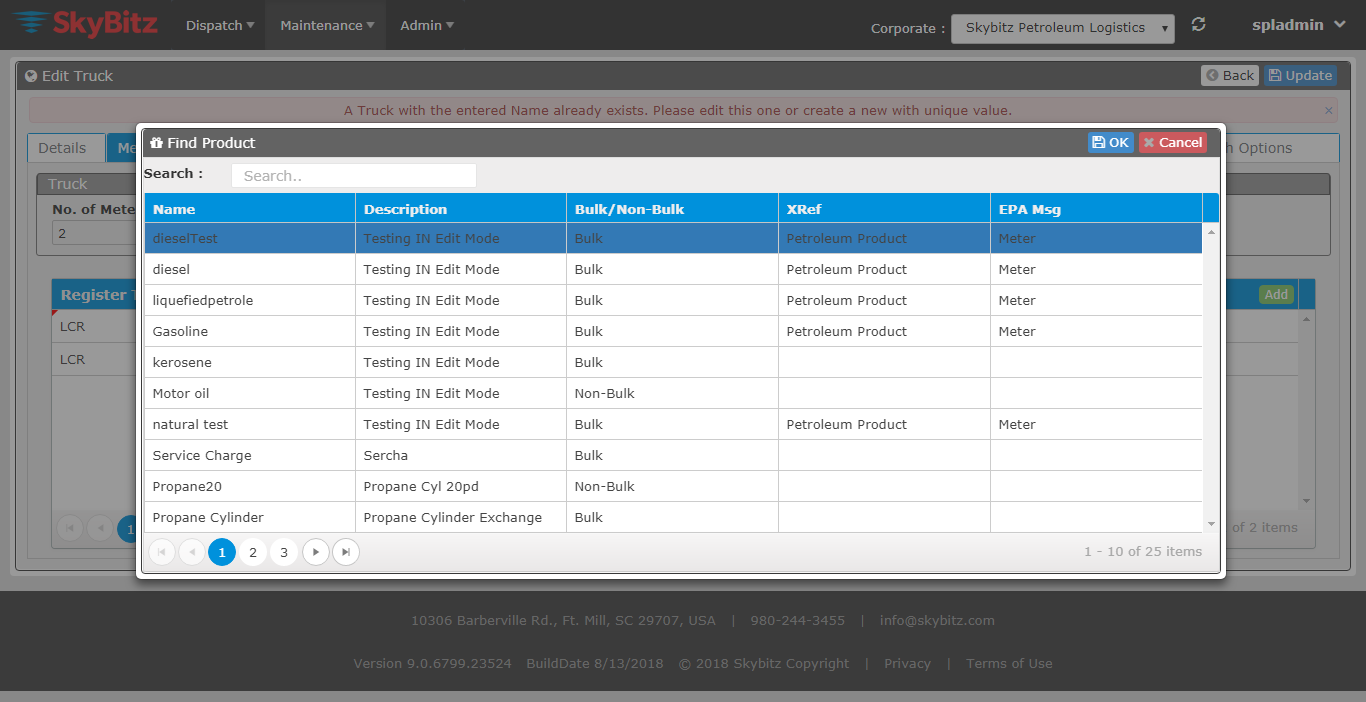 SkyBitz Dispatch Maintenance Admin Corporate : Skybitz Petroleum Logistics spladmin
Edit Truck Back Update
A Truck with the entered Name already exists. Please edit this one or create a new with unique value. ×
Details Me h Options
Find Product OK Cancel
Search : Search..
Truck
No. of Mete
2
Name Description Bulk/Non-Bulk XRef EPA Msg
dieselTest Testing IN Edit Mode Bulk Petroleum Product Meter
diesel Testing IN Edit Mode Bulk Petroleum Product Meter
liquefiedpetrole Testing IN Edit Mode Bulk Petroleum Product Meter
Gasoline Testing IN Edit Mode Bulk Petroleum Product Meter
kerosene Testing IN Edit Mode Bulk
Motor oil Testing IN Edit Mode Non-Bulk
natural test Testing IN Edit Mode Bulk Petroleum Product Meter
Service Charge Sercha Bulk
Propane20 Propane Cyl 20pd Non-Bulk
Propane Cylinder Propane Cylinder Exchange Bulk
1 2 3 1 - 10 of 25 items
Register T Add
LCR
LCR
1 of 2 items
10306 Barberville Rd., Ft. Mill, SC 29707, USA | 980-244-3455 | info@skybitz.com
Version 9.0.6799.23524 BuildDate 8/13/2018 © 2018 Skybitz Copyright | Privacy | Terms of Use